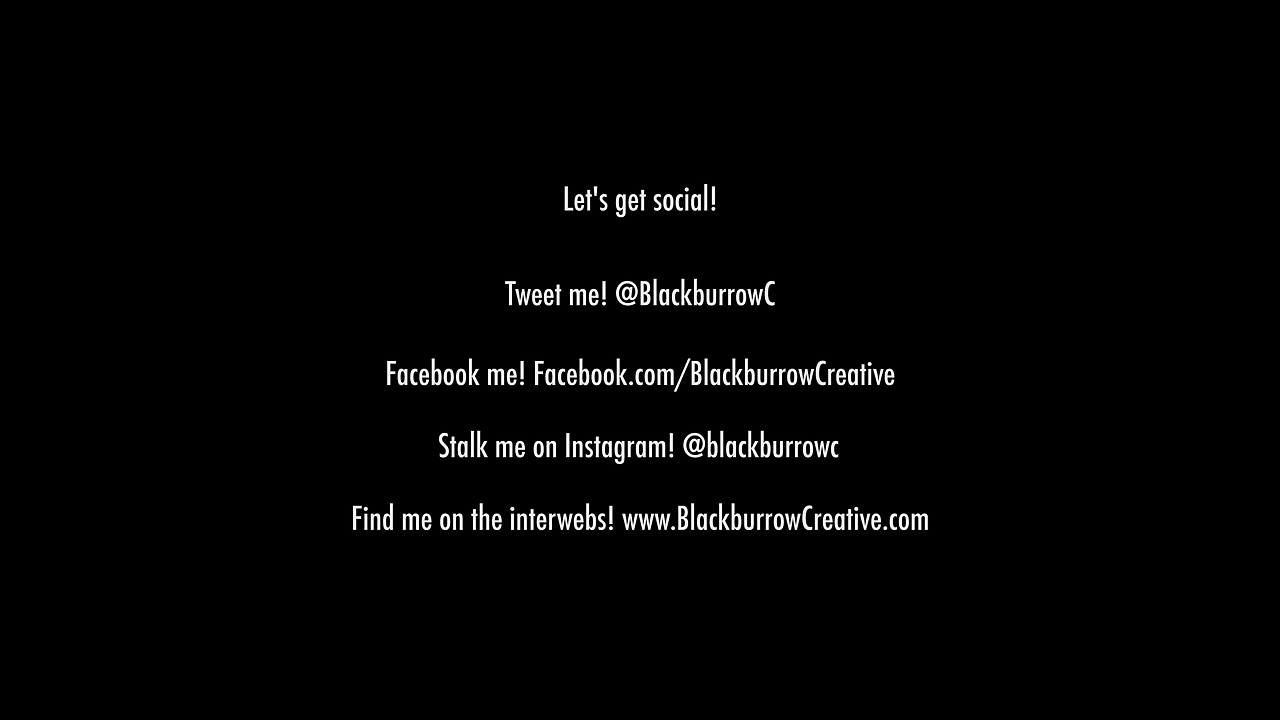 Let's get social!
Tweet me! @BlackburrowC
Facebook me! Facebook.com/BlackburrowCreative
Stalk me on Instagram! @blackburrowc
Find me on the interwebs! www.BlackburrowCreative.com